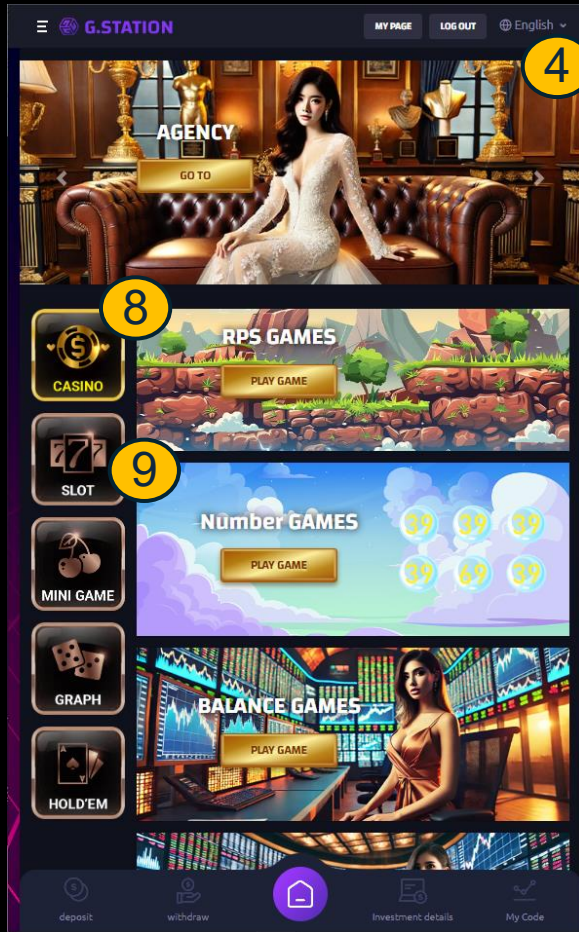 G.STATION
MY PAGE
LOG OUT
English
4
AGENCY
GO TO
8
CASINO
RPS GAMES
PLAY GAME
777
SLOT
9
Number GAMES
39 39 39
PLAY GAME
39 69 39
MINI GAME
GRAPH
BALANCE GAMES
PLAY GAME
A
A
HOLD'EM
deposit
withdraw
Investment details
My Code